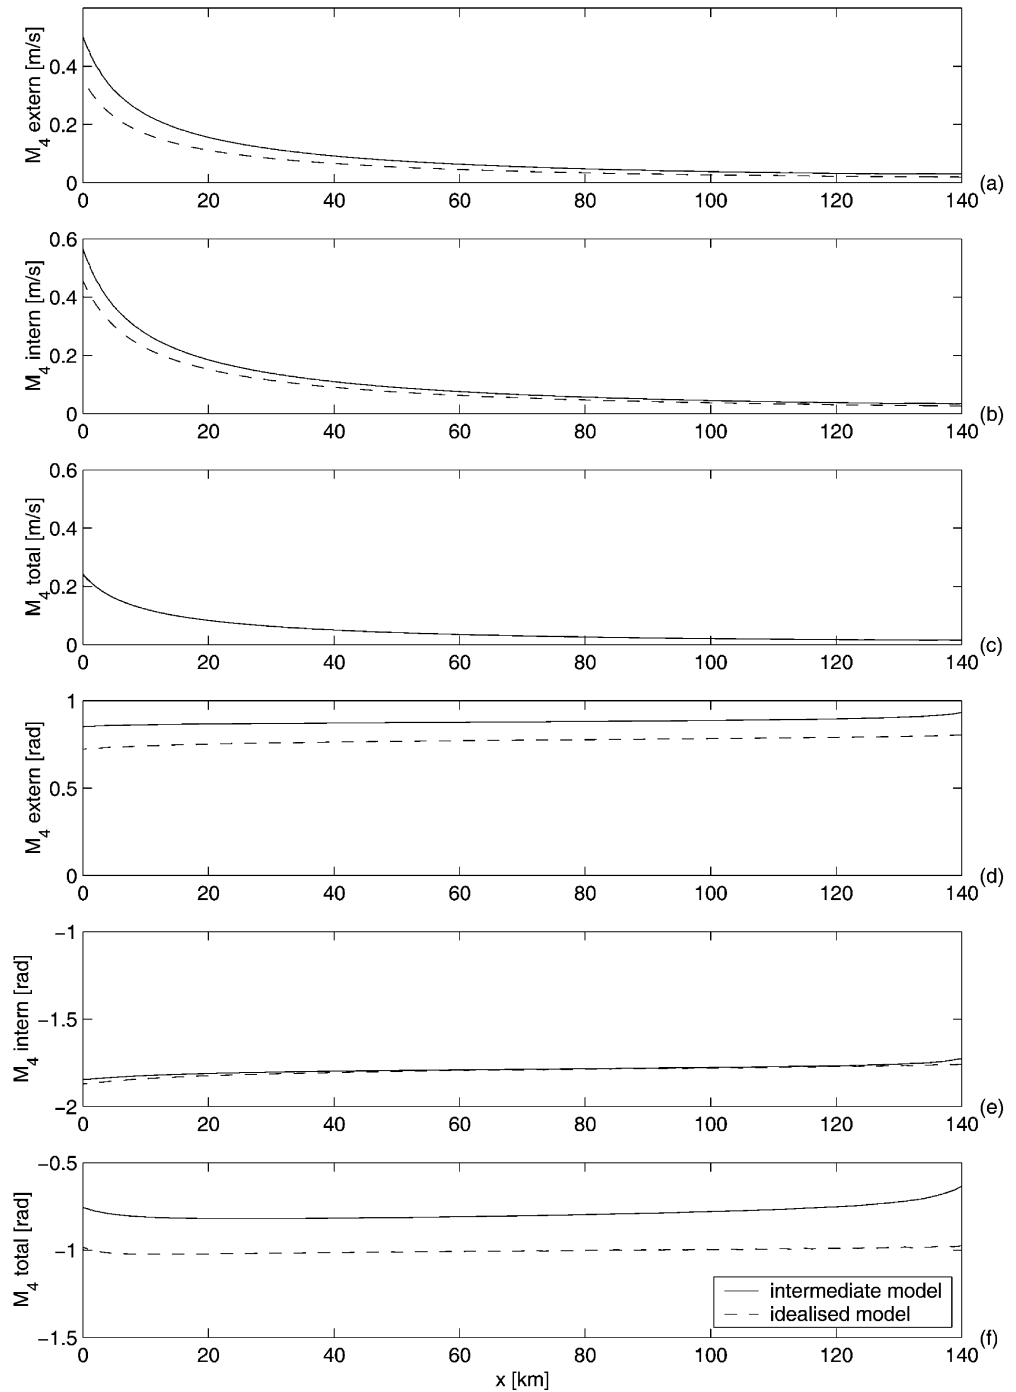 M4 extern [m/s]
0.4
0.2
0
0 20 40 60 80 100 120 140 (a)
M4 intern [m/s]
0.6
0.4
0.2
0
0 20 40 60 80 100 120 140 (b)
M4 total [m/s]
0.6
0.4
0.2
0
0 20 40 60 80 100 120 140 (c)
M4 extern [rad]
1
0.5
0
0 20 40 60 80 100 120 140 (d)
M4 intern [rad]
−1
−1.5
−2
0 20 40 60 80 100 120 140 (e)
M4 total [rad]
−0.5
−1
−1.5
intermediate model
idealised model
0 20 40 60 80 100 120 140 (f)
x [km]